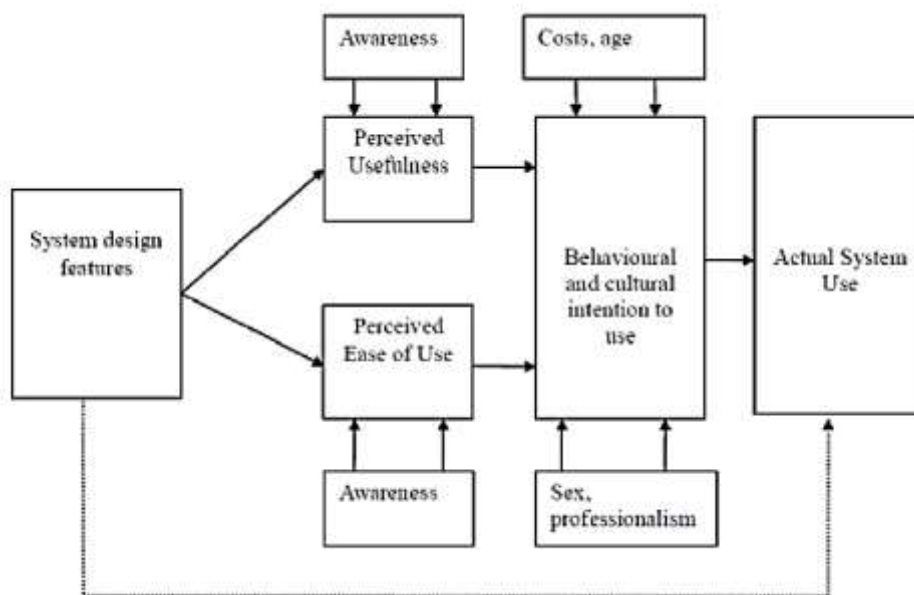 Awareness
Costs, age
Perceived
Usefulness
System design
features
Behavioural
and cultural
intention to
use
Actual System
Use
Perceived
Ease of Use
Awareness
Sex,
professionalism